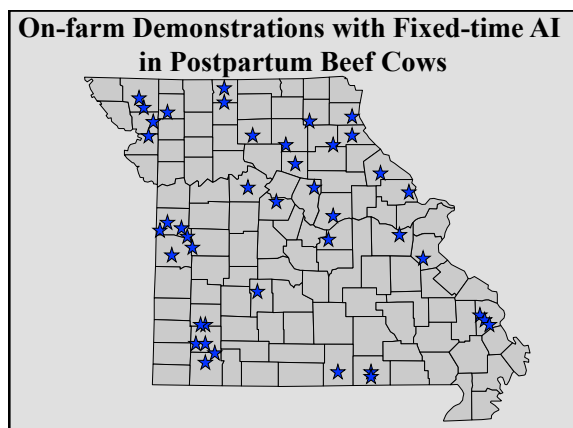 On-farm Demonstrations with Fixed-time AI
in Postpartum Beef Cows